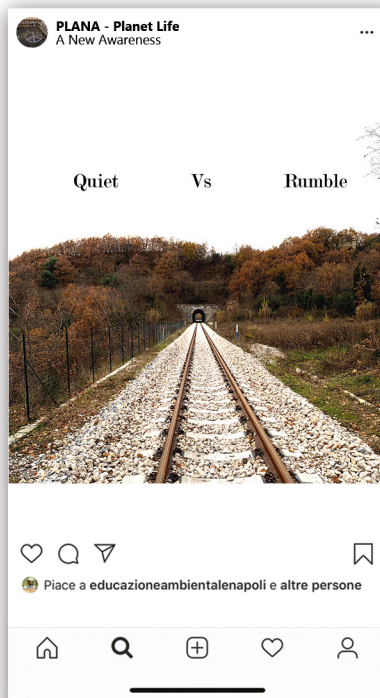 PLANA - Planet Life
A New Awareness
Quiet Vs Rumble
Piace a educazioneambientalenapoli e altre persone